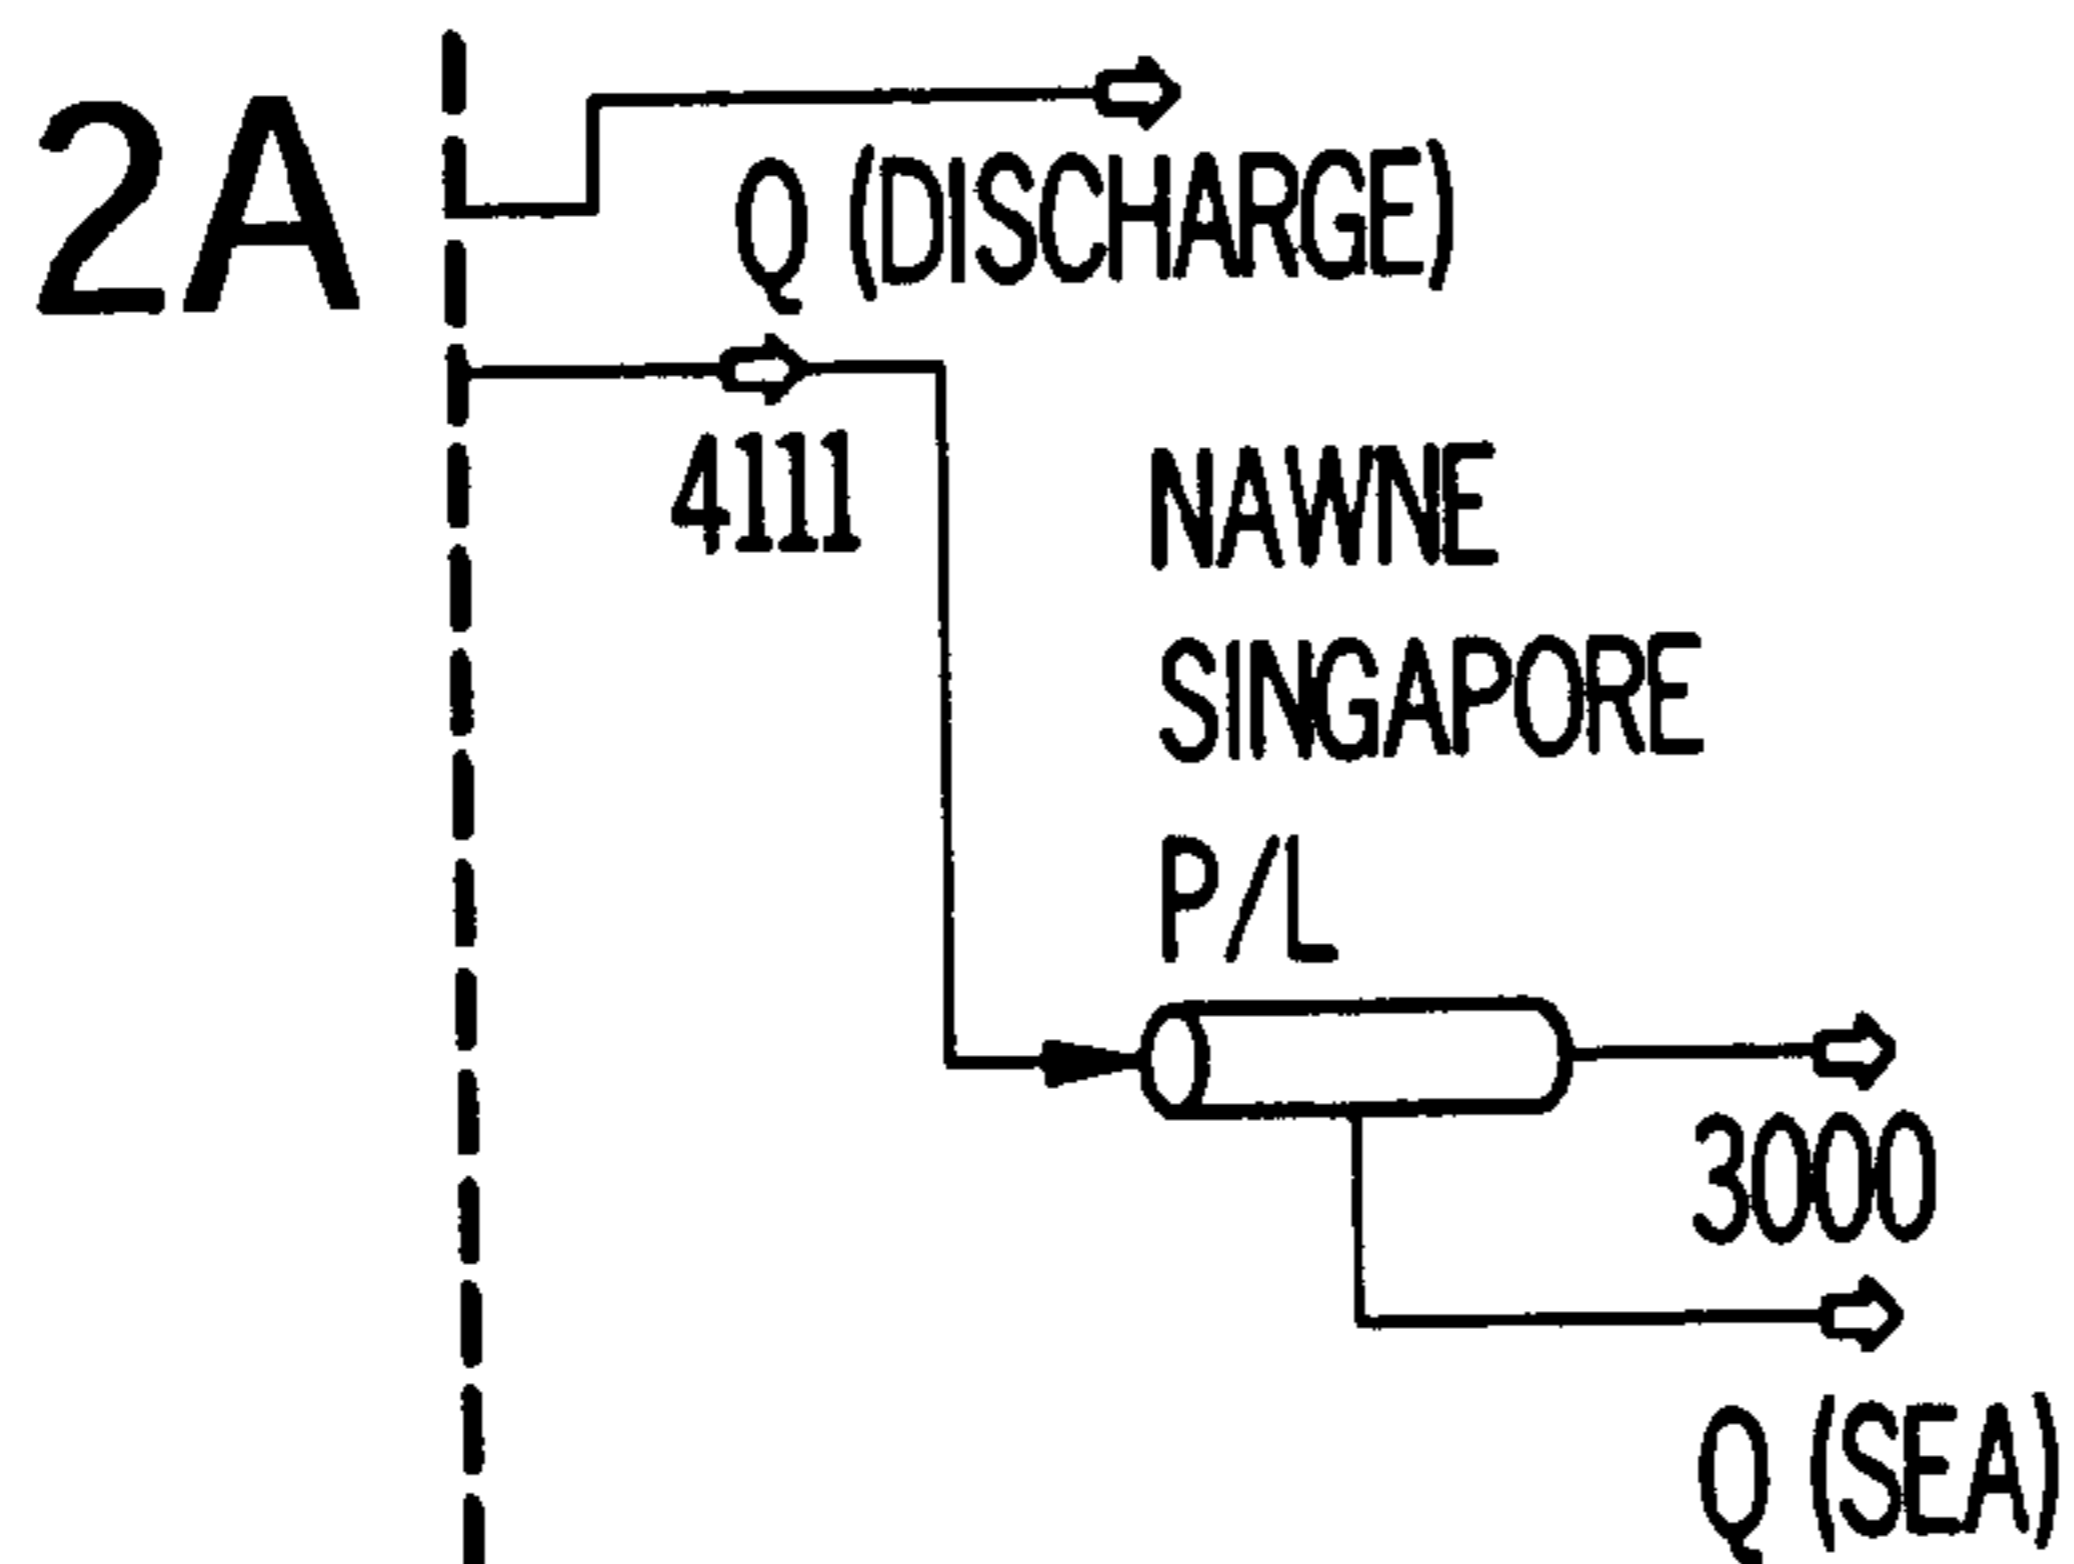 2A
Q (DISCHARGE)
4111
NAWNE
SINGAPORE
P/L
3000
Q (SEA)